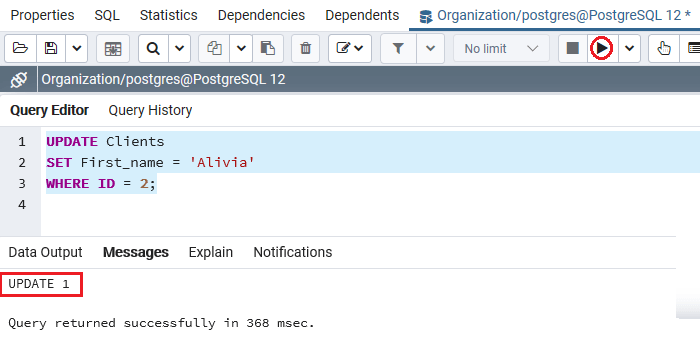 Properties SQL Statistics Dependencies Dependents Organization/postgres@PostgreSQL 12 *
No limit
Organization/postgres@PostgreSQL 12
Query Editor Query History
1 UPDATE Clients
2 SET First_name = 'Alivia'
3 WHERE ID = 2;
4
Data Output Messages Explain Notifications
UPDATE 1
Query returned successfully in 368 msec.